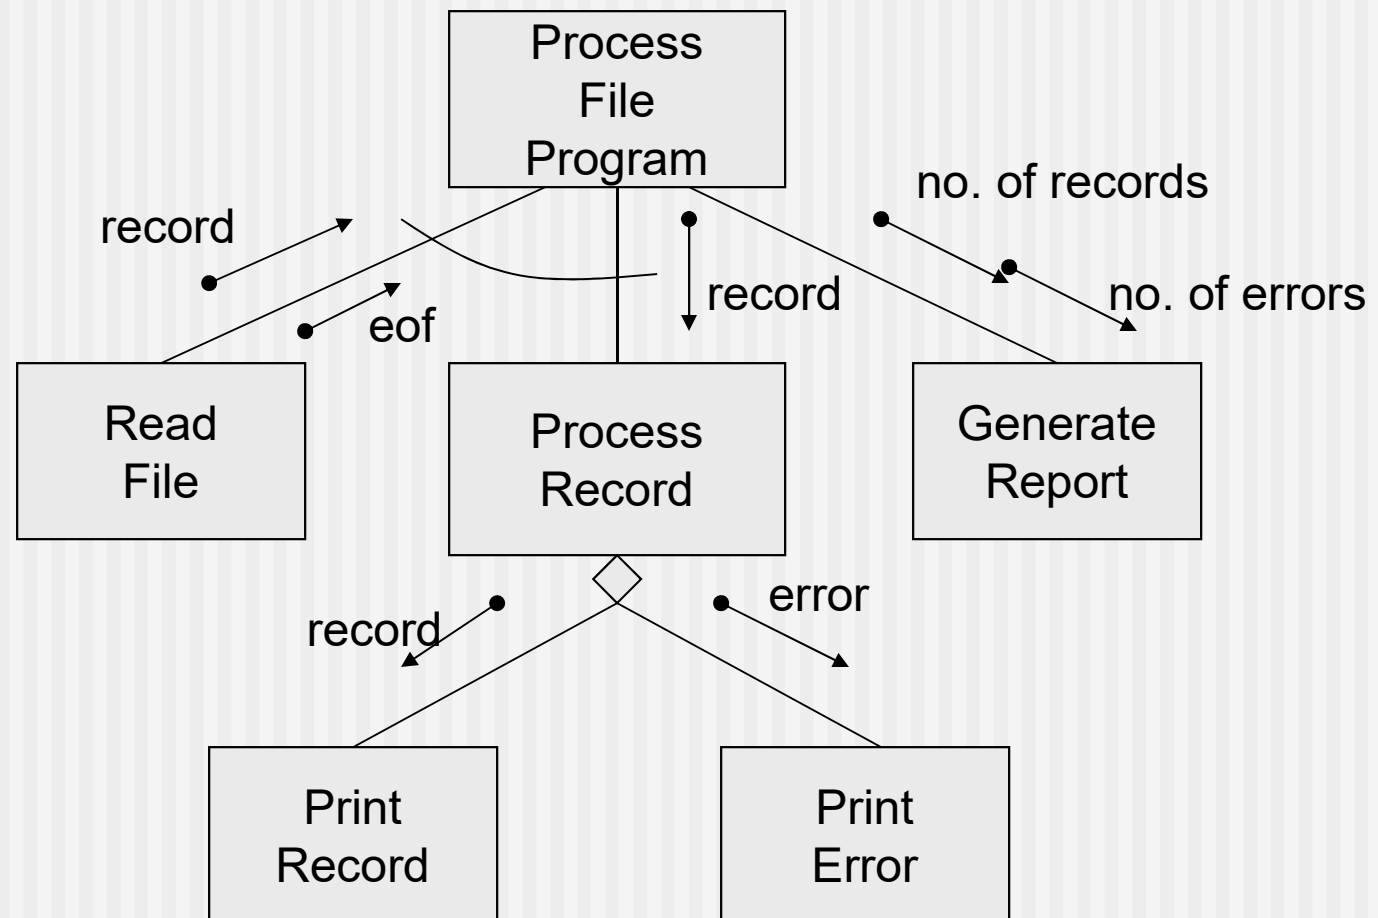 Process
File
Program
no. of records
record
record
no. of errors
eof
Read
File
Process
Record
Generate
Report
record
error
Print
Record
Print
Error